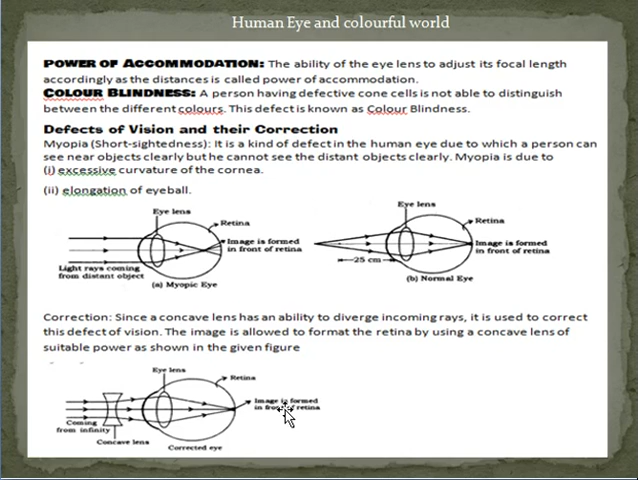 Human Eye and colourful world
POWER OF ACCOMMODATION: The ability of the eye lens to adjust its focal length
accordingly as the distances is called power of accommodation.
COLOUR BLINDNESS: A person having defective cone cells is not able to distinguish
between the different colours. This defect is known as Colour Blindness.
Defects of Vision and their Correction
Myopia (Short-sightedness): It is a kind of defect in the human eye due to which a person can
see near objects clearly but he cannot see the distant objects clearly. Myopia is due to
(i) excessive curvature of the cornea.
(ii) elongation of eyeball.
Eye lens
Retina
Image is formed
in front of retina
Light rays coming
from distant object
(a) Myopic Eye
Eye lens
Retina
Image is formed
in front of retina
25 cm
(b) Normal Eye
Correction: Since a concave lens has an ability to diverge incoming rays, it is used to correct
this defect of vision. The image is allowed to format the retina by using a concave lens of
suitable power as shown in the given figure
Eye lens
Retina
Image is formed
in front of retina
Coming
from infinity
Concave lens
Corrected eye